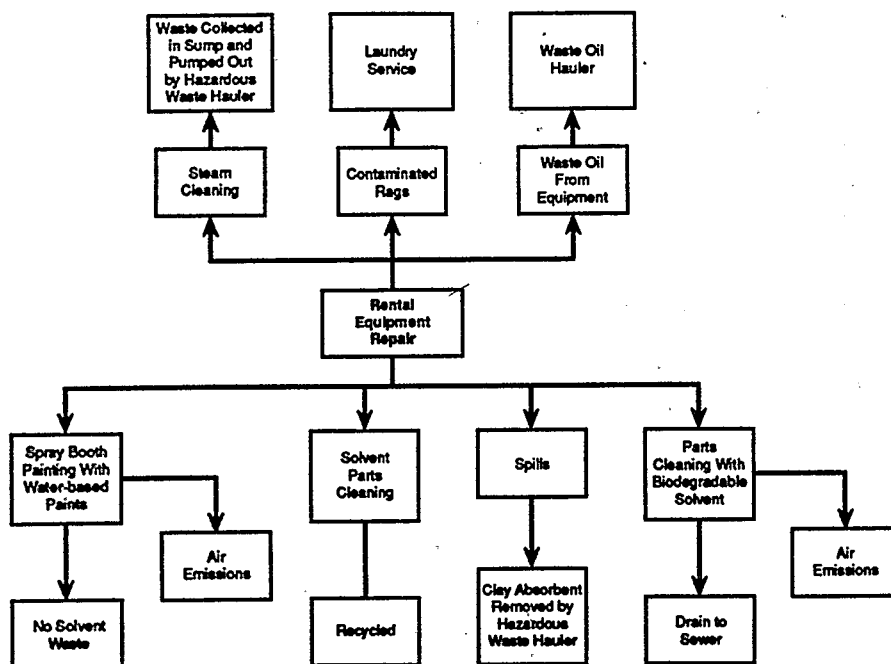 Waste Collected
in Sump and
Pumped Out
by Hazardous
Waste Hauler
Laundry
Service
Waste Oil
Hauler
Steam
Cleaning
Contaminated
Rags
Waste Oil
From
Equipment
Rental
Equipment
Repair
Spray Booth
Painting With
Water-based
Paints
Solvent
Parts
Cleaning
Spills
Parts
Cleaning With
Biodegradable
Solvent
Air
Emissions
Air
Emissions
No Solvent
Waste
Recycled
Clay Absorbent
Removed by
Hazardous
Waste Hauler
Drain to
Sewer